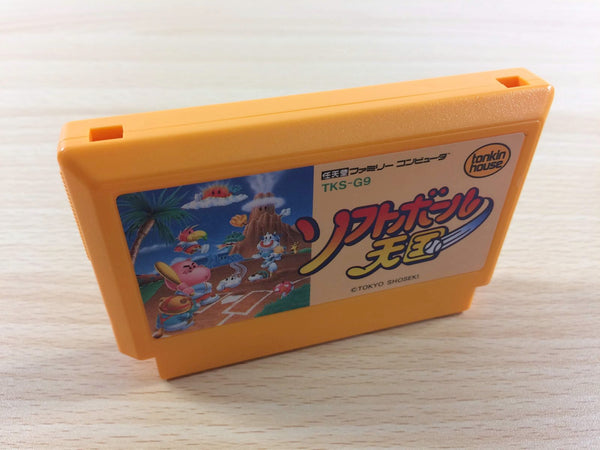 任天堂 ファミリー コンピュータ
TKS-G9
tonkin
house
ソフトボール
天国
©TOKYO SHOSEKI